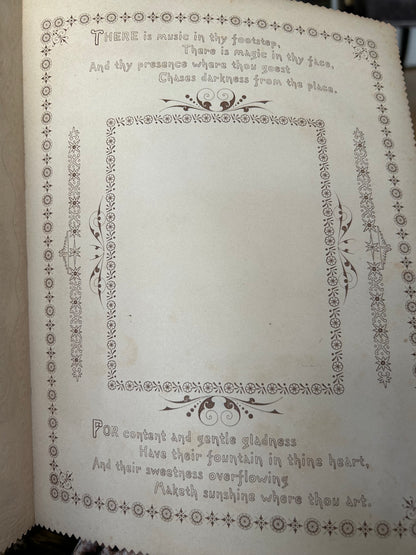 THERE is music in thy footstep,
There is magic in thy face,
And thy presence where thou goest
Chases darkness from the place.
FOR content and gentle gladness
Have their fountain in thine heart,
And their sweetness overflowing
Maketh sunshine where thou art.